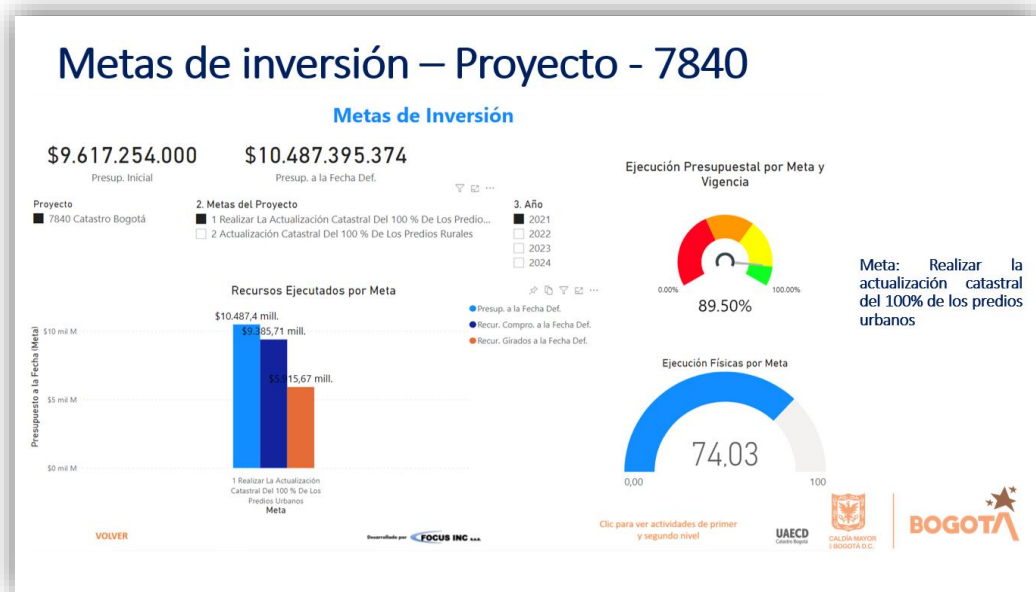 Metas de inversión – Proyecto - 7840
Metas de Inversión
$9.617.254.000
Presup. Inicial
$10.487.395.374
Presup. a la Fecha Def.
Proyecto
7840 Catastro Bogotá
2. Metas del Proyecto
1 Realizar La Actualización Catastral Del 100 % De Los Predio...
2 Actualización Catastral Del 100 % De Los Predios Rurales
3. Año
2021
2022
2023
2024
Ejecución Presupuestal por Meta y
Vigencia
0.00%
100.00%
89.50%
Meta: Realizar la
actualización catastral
del 100% de los predios
urbanos
Recursos Ejecutados por Meta
Presup. a la Fecha Def.
Recur. Compro. a la Fecha Def.
Recur. Girados a la Fecha Def.
Presupuesto a la Fecha (Meta)
$10 mil M
$5 mil M
$0 mil M
$10.487,4 mill.
$9.385,71 mill.
$5.915,67 mill.
1 Realizar La Actualización
Catastral Del 100 % De Los
Predios Urbanos
Meta
Ejecución Físicas por Meta
74,03
0,00
100
VOLVER
Desarrollado por FOCUS INC S.A.S.
Clic para ver actividades de primer
y segundo nivel
UAECD
Catastro Bogotá
CALDÍA MAYOR
E BOGOTÁ D.C.
BOGOTÁ